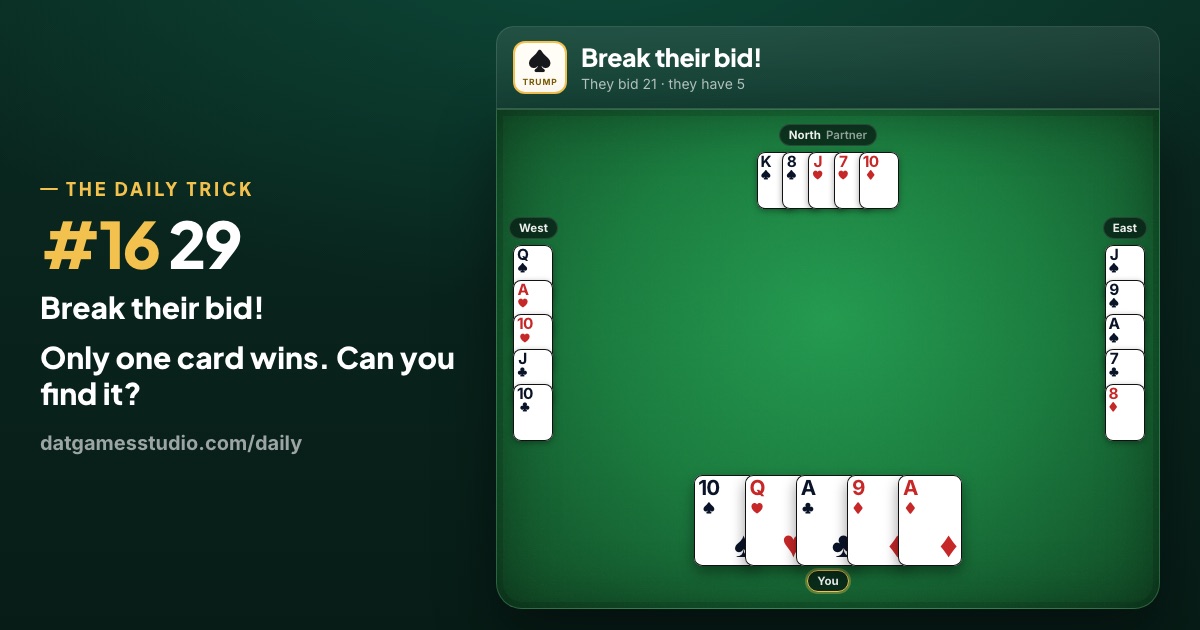 — THE DAILY TRICK
#16 29
Break their bid!
Only one card wins. Can you
find it?
datgamesstudio.com/daily
TRUMP
Break their bid!
They bid 21 · they have 5
North Partner
K♠ 8♠ J♥ 7♥ 10♦
West
Q♠
A♥
10♥
J♣
10♣
East
J♠
9♠
A♠
7♣
8♦
10♠ Q♥ A♣ 9♦ A♦
You